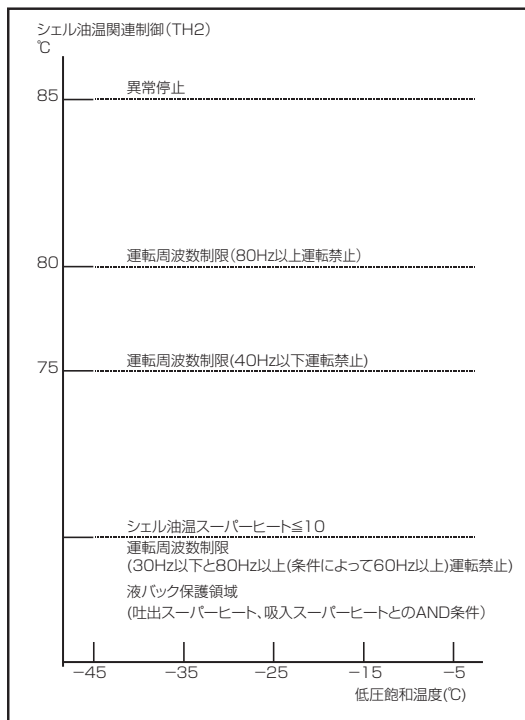 シェル油温関連制御(TH2)
℃
85
異常停止
80
運転周波数制限(80Hz以上運転禁止)
75
運転周波数制限(40Hz以下運転禁止)
シェル油温スーパーヒート≦10
運転周波数制限
(30Hz以下と80Hz以上(条件によって60Hz以上)運転禁止)
液バック保護領域
(吐出スーパーヒート、吸入スーパーヒートとのAND条件)
−45 −35 −25 −15 −5
低圧飽和温度(℃)